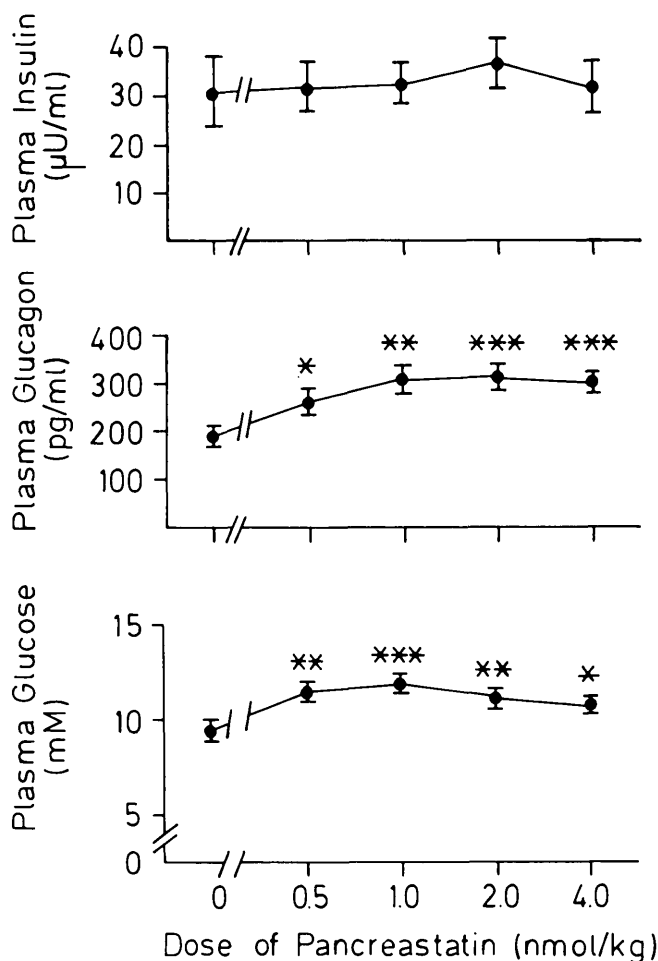 Plasma Insulin
(µU/ml)
40
30
20
10
Plasma Glucagon
(pg/ml)
400
300
200
100
* ** *** ***
Plasma Glucose
(mM)
15
10
5
0
** *** ** *
0 0.5 1.0 2.0 4.0
Dose of Pancreastatin (nmol/kg)